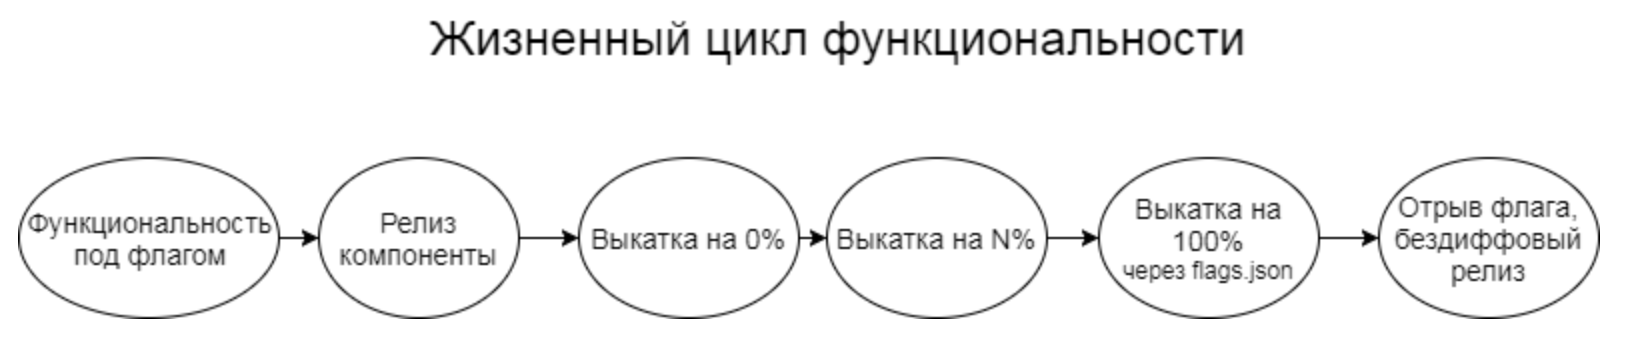 Жизненный цикл функциональности
Функциональность
под флагом
Релиз
компоненты
Выкатка на 0%
Выкатка на N%
Выкатка на
100%
через flags.json
Отрыв флага,
бездиффовый
релиз